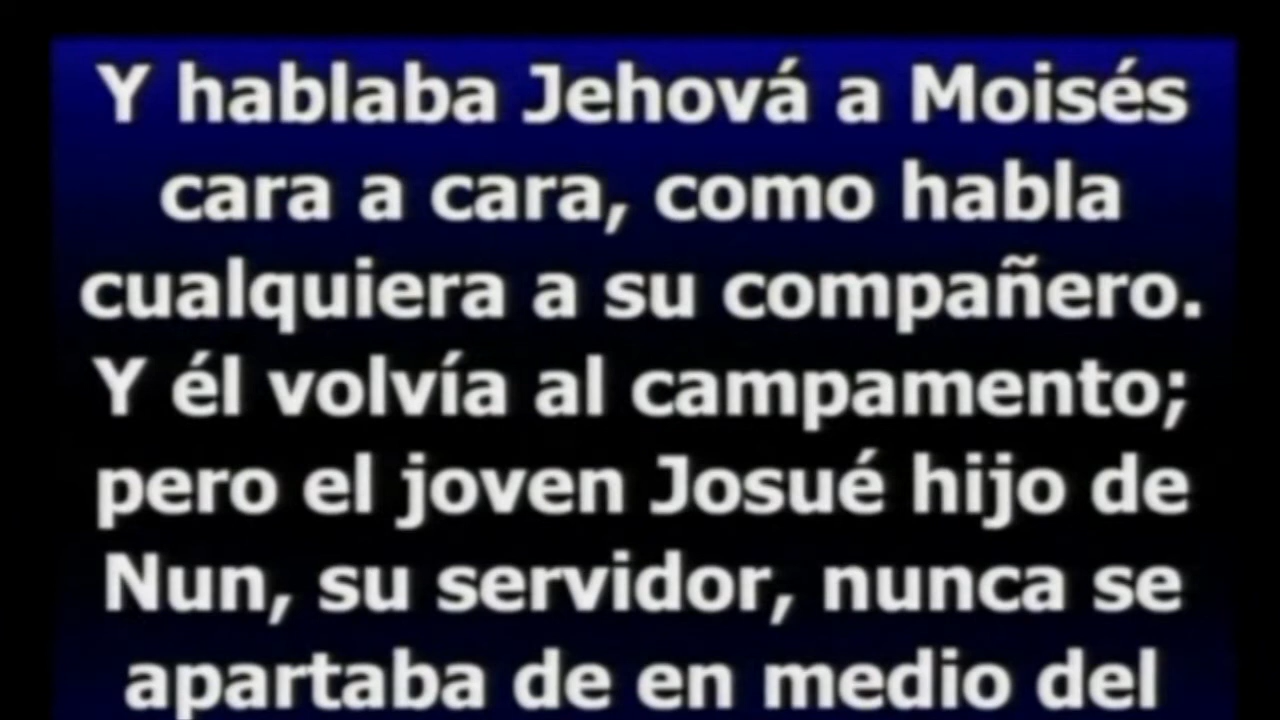 Y hablaba Jehová a Moisés
cara a cara, como habla
cualquiera a su compañero.
Y él volvía al campamento;
pero el joven Josué hijo de
Nun, su servidor, nunca se
apartaba de en medio del